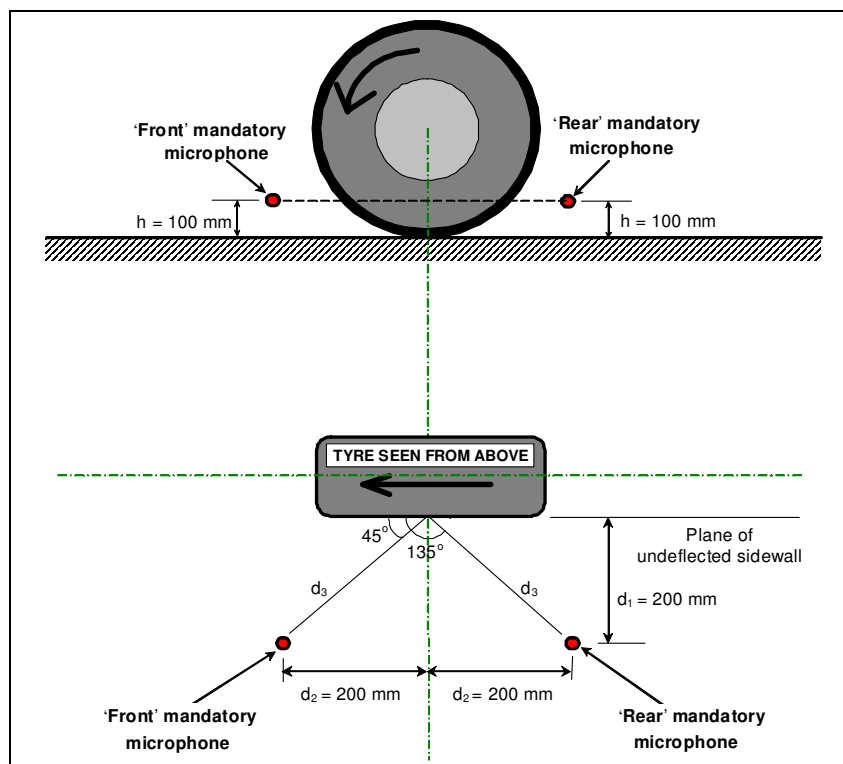 ‘Front’ mandatory
microphone
‘Rear’ mandatory
microphone
h = 100 mm
h = 100 mm
TYRE SEEN FROM ABOVE
45°
135°
Plane of
undeflected sidewall
d₃
d₃
d₁ = 200 mm
d₂ = 200 mm
d₂ = 200 mm
‘Front’ mandatory
microphone
‘Rear’ mandatory
microphone